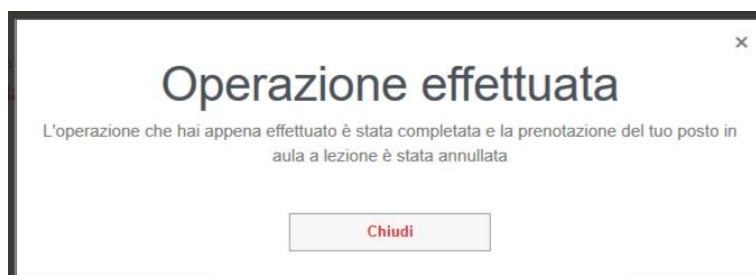 ×
Operazione effettuata
L'operazione che hai appena effettuato è stata completata e la prenotazione del tuo posto in
aula a lezione è stata annullata
Chiudi